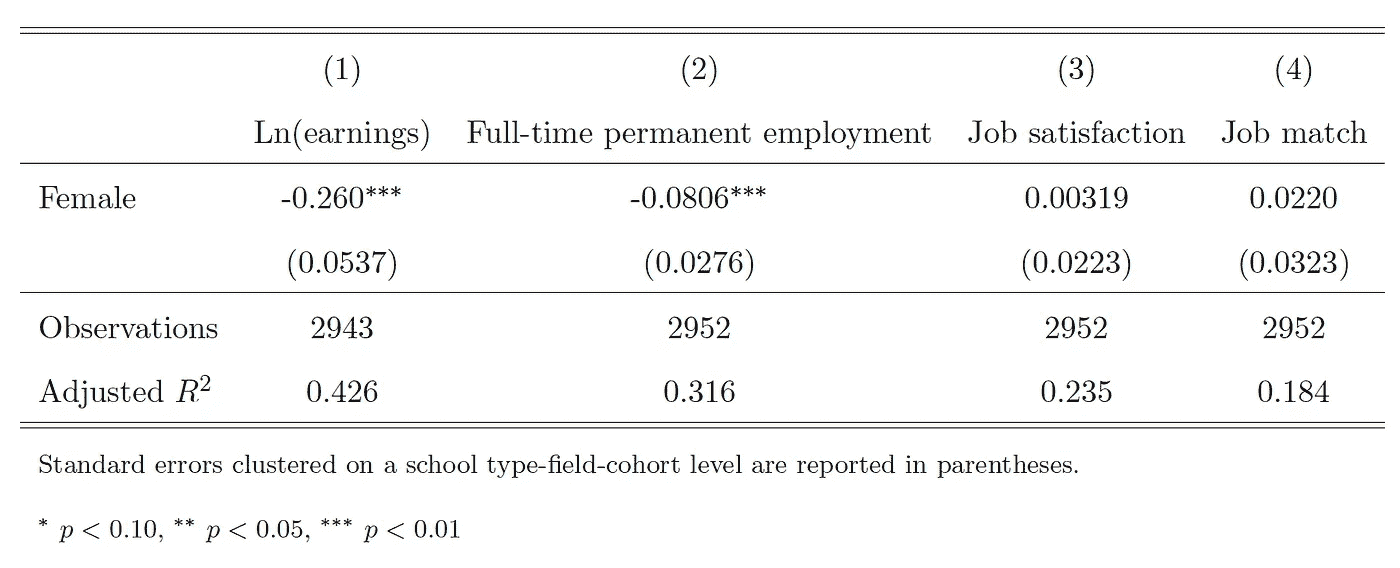 (1) (2) (3) (4)
Ln(earnings) Full-time permanent employment Job satisfaction Job match
Female -0.260*** -0.0806*** 0.00319 0.0220
(0.0537) (0.0276) (0.0223) (0.0323)
Observations 2943 2952 2952 2952
Adjusted R² 0.426 0.316 0.235 0.184
Standard errors clustered on a school type-field-cohort level are reported in parentheses.
* p < 0.10, ** p < 0.05, *** p < 0.01